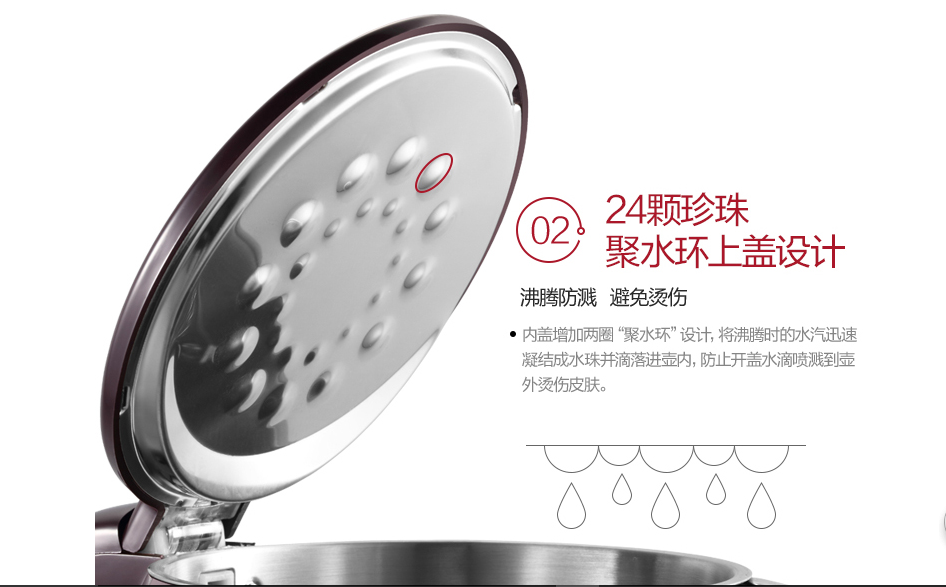 02
24颗珍珠
聚水环上盖设计
沸腾防溅 避免烫伤
内盖增加两圈“聚水环”设计, 将沸腾时的水汽迅速
凝结成水珠并滴落进壶内, 防止开盖水滴喷溅到壶
外烫伤皮肤。